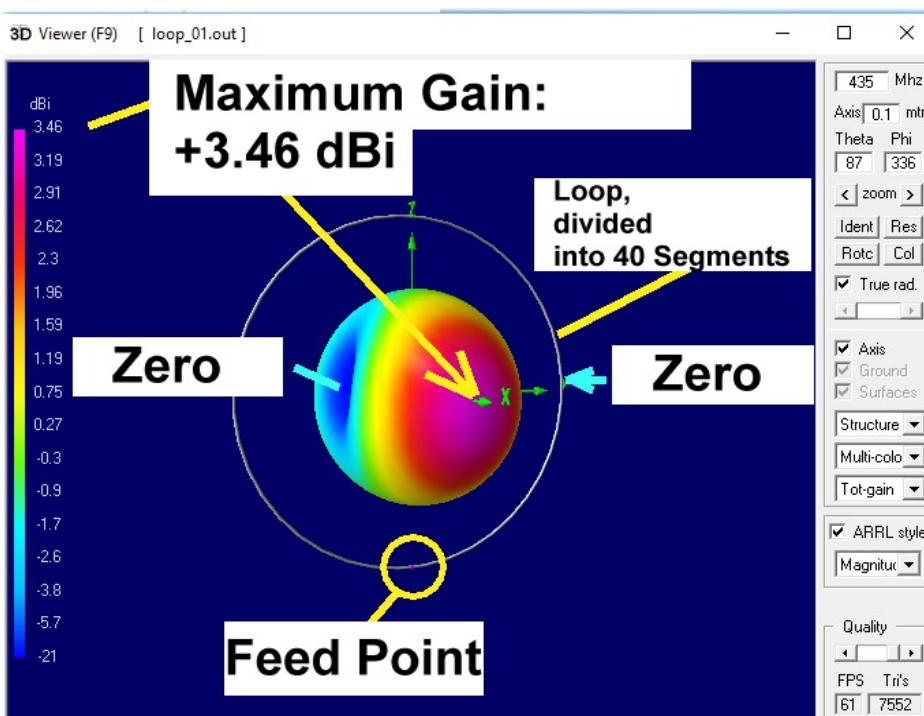 3D Viewer (F9) [ loop_01.out ]
Maximum Gain:
+3.46 dBi
dBi
3.46
3.19
2.91
2.62
2.3
1.96
1.59
1.19
0.75
0.27
-0.3
-0.9
-1.7
-2.6
-3.8
-5.7
-21
Z
Loop,
divided
into 40 Segments
Zero
Zero
X
Feed Point
435 Mhz
Axis 0.1 mtr
Theta Phi
87 336
< zoom >
Ident Res
Rotc Col
True rad.
Axis
Ground
Surfaces
Structure
Multi-colo
Tot-gain
ARRL style
Magnituc
Quality
FPS Tri's
61 7552